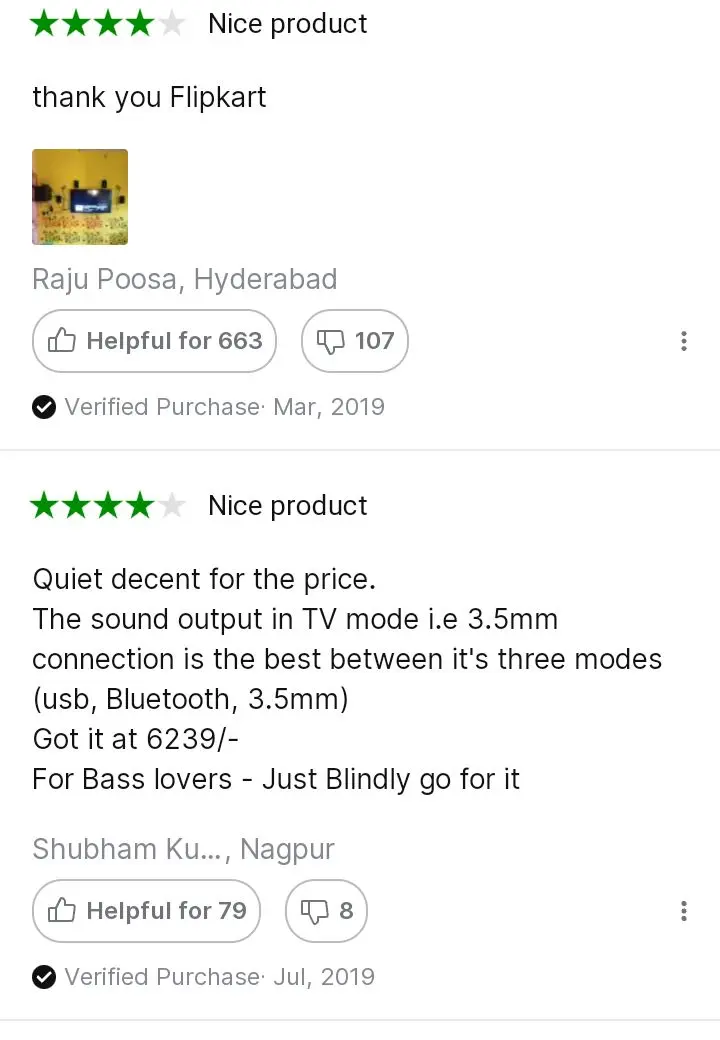 Nice product
thank you Flipkart
Raju Poosa, Hyderabad
Helpful for 663
107
Verified Purchase· Mar, 2019
Nice product
Quiet decent for the price.
The sound output in TV mode i.e 3.5mm
connection is the best between it's three modes
(usb, Bluetooth, 3.5mm)
Got it at 6239/-
For Bass lovers - Just Blindly go for it
Shubham Ku..., Nagpur
Helpful for 79
8
Verified Purchase· Jul, 2019